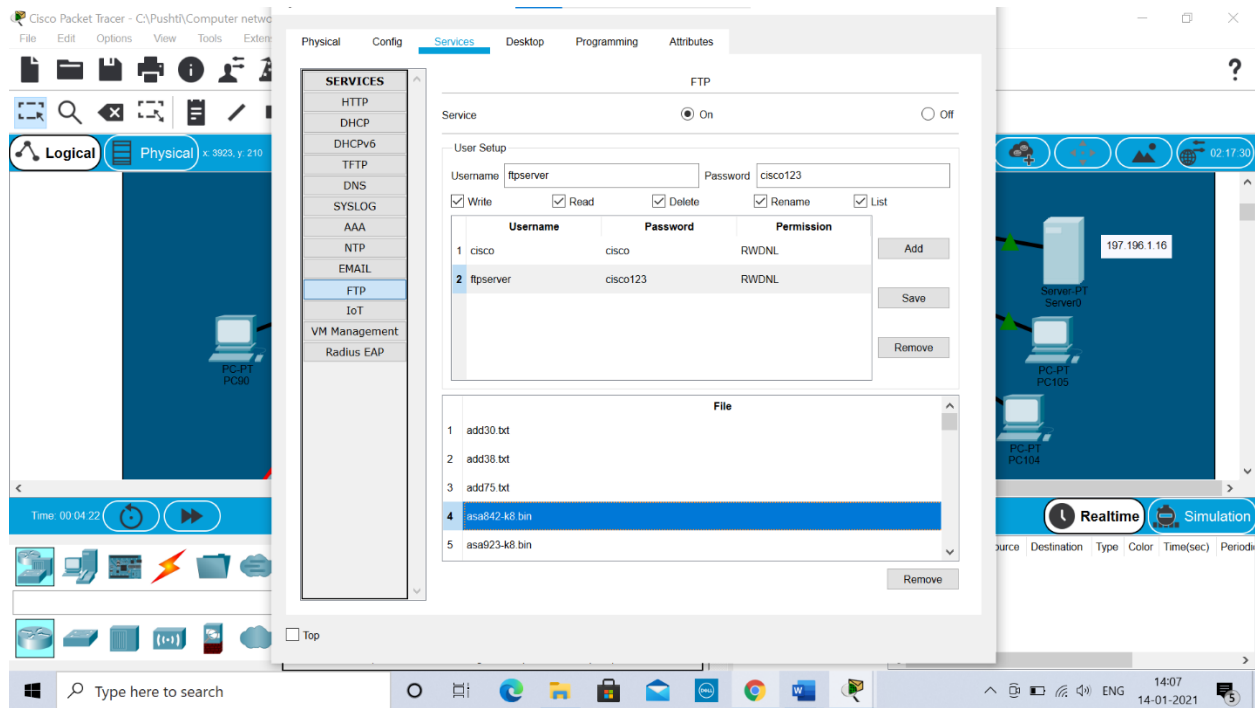 Cisco Packet Tracer - C:\Pushti\Computer netwo
File Edit Options View Tools Exten
Physical Config Services Desktop Programming Attributes
?
SERVICES
HTTP
DHCP
DHCPv6
TFTP
DNS
SYSLOG
AAA
NTP
EMAIL
FTP
IoT
VM Management
Radius EAP
FTP
Service On Off
User Setup
Username ftpserver Password cisco123
Write Read Delete Rename List
Username Password Permission
1 cisco cisco RWDNL
2 ftpserver cisco123 RWDNL
Add
Save
Remove
File
1 add30.txt
2 add38.txt
3 add75.txt
4 asa842-k8.bin
5 asa923-k8.bin
Remove
Top
Logical Physical x: 3923, y: 210
02:17:30
PC-PT
PC90
197.196.1.16
Server-PT
Server0
PC-PT
PC105
PC-PT
PC104
Time: 00:04:22
Realtime Simulation
ource Destination Type Color Time(sec) Periodi
Type here to search
DELL
W
ENG
14:07
14-01-2021
5